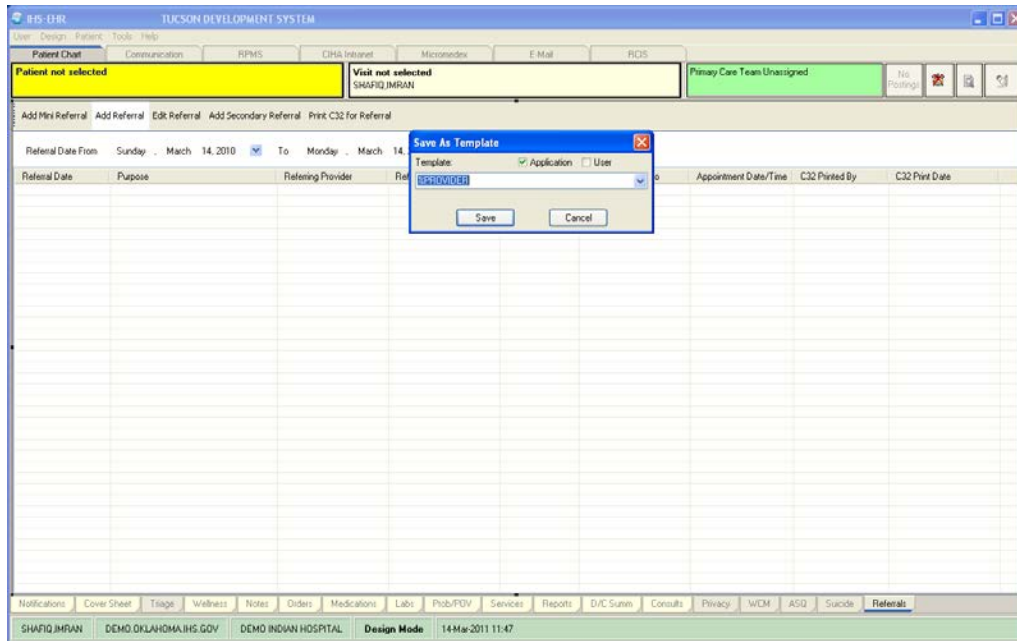 IHS-EHR TUCSON DEVELOPMENT SYSTEM
User Design Patient Tools Help
Patient Chart Communication RPMS CIHA Intranet Micromedex E-Mail RCIS
Patient not selected Visit not selected Primary Care Team Unassigned No
SHAFIQ,IMRAN Postings
Add Mini Referral Add Referral Edit Referral Add Secondary Referral Print C32 for Referral
Save As Template
Referral Date From Sunday , March 14, 2010 To Monday , March 14,
Template: Application User
Referral Date Purpose Referring Provider Ref Appointment Date/Time C32 Printed By C32 Print Date
%PROVIDER|
Save Cancel
Notifications Cover Sheet Triage Wellness Notes Orders Medications Labs Prob/POV Services Reports D/C Summ Consults Privacy WCM ASQ Suicide Referrals
SHAFIQ,IMRAN DEMO.OKLAHOMA.IHS.GOV DEMO INDIAN HOSPITAL Design Mode 14-Mar-2011 11:47